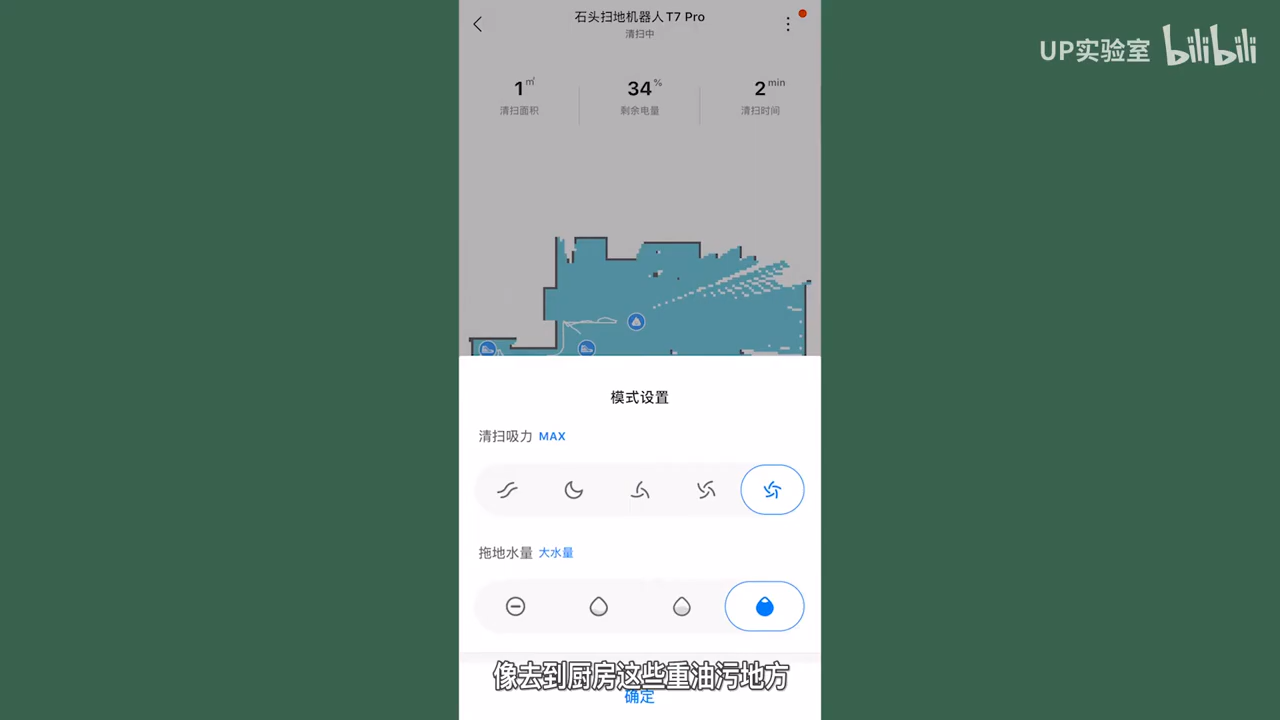 石头扫地机器人T7 Pro
清扫中
UP实验室 bilibili
1㎡ 34% 2min
清扫面积 剩余电量 清扫时间
模式设置
清扫吸力 MAX
拖地水量 大水量
像去到厨房这些重油污地方
确定